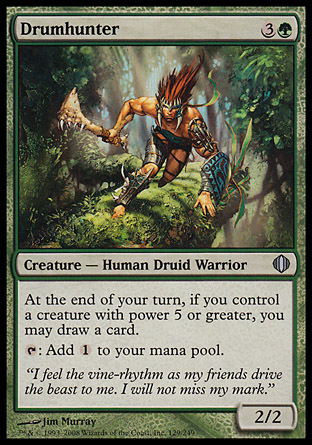 Drumhunter 3
Creature — Human Druid Warrior
At the end of your turn, if you control
a creature with power 5 or greater, you
may draw a card.
: Add 1 to your mana pool.
“I feel the vine-rhythm as my friends drive
the beast to me. I will not miss my mark.”
Jim Murray
™ & © 1993–2008 Wizards of the Coast, Inc. 129/249
2/2